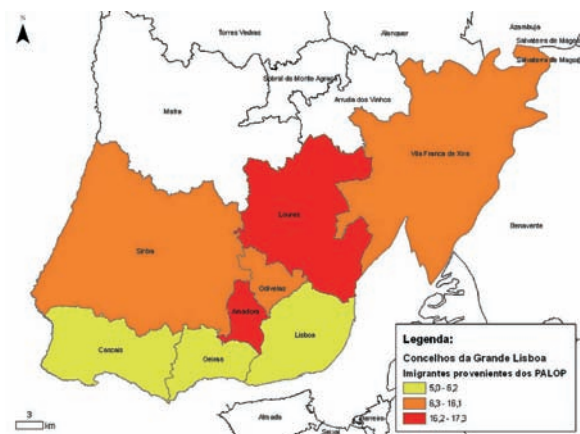 A
Torres Vedras
Alenquer
Azambuja
Salvaterra de Magos
Salvaterra de Magos
Sobral de Monte Agraço
Arruda dos Vinhos
Mafra
Vila Franca de Xira
Loures
Benavente
Sintra
Odivelas
Amadora
Lisboa
Cascais
Oeiras
Almada
Seixal
Barreiro
3
km
Legenda:
Concelhos da Grande Lisboa
Imigrantes provenientes dos PALOP
5,0 - 6,2
6,3 - 16,1
16,2 - 17,3